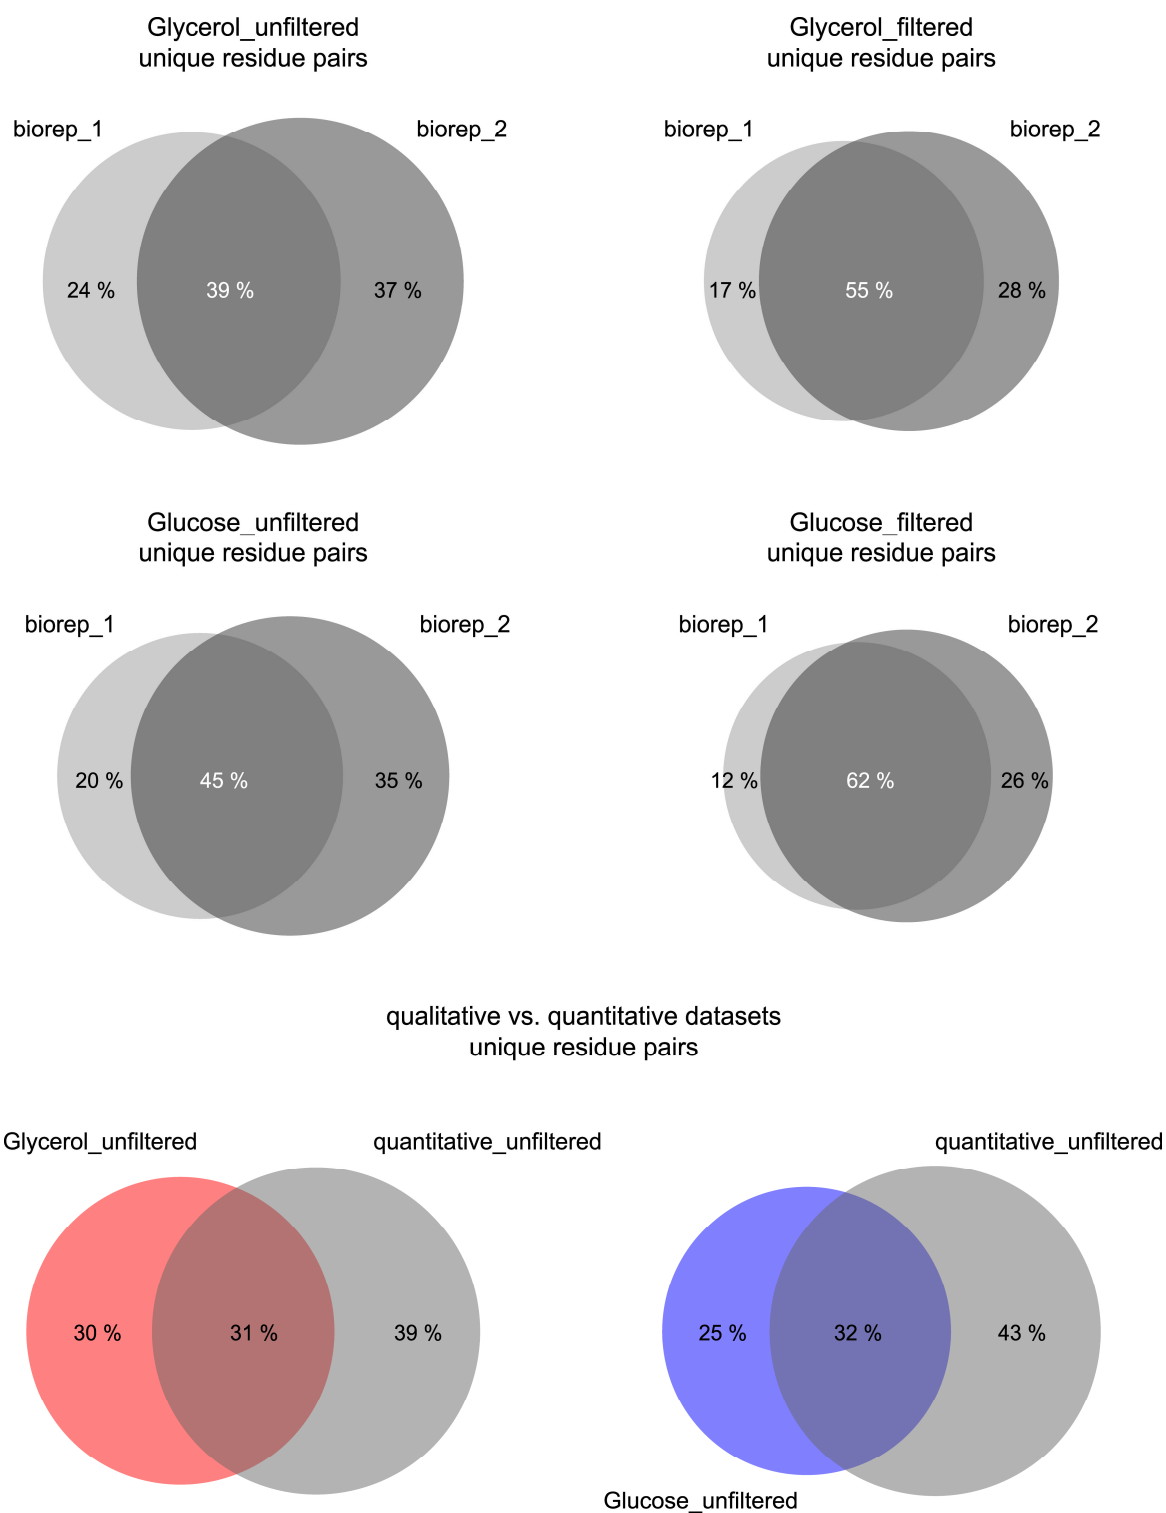 Glycerol_unfiltered
unique residue pairs
biorep_1
biorep_2
24 %
39 %
37 %
Glycerol_filtered
unique residue pairs
biorep_1
biorep_2
17 %
55 %
28 %
Glucose_unfiltered
unique residue pairs
biorep_1
biorep_2
20 %
45 %
35 %
Glucose_filtered
unique residue pairs
biorep_1
biorep_2
12 %
62 %
26 %
qualitative vs. quantitative datasets
unique residue pairs
Glycerol_unfiltered
quantitative_unfiltered
30 %
31 %
39 %
quantitative_unfiltered
25 %
32 %
43 %
Glucose_unfiltered